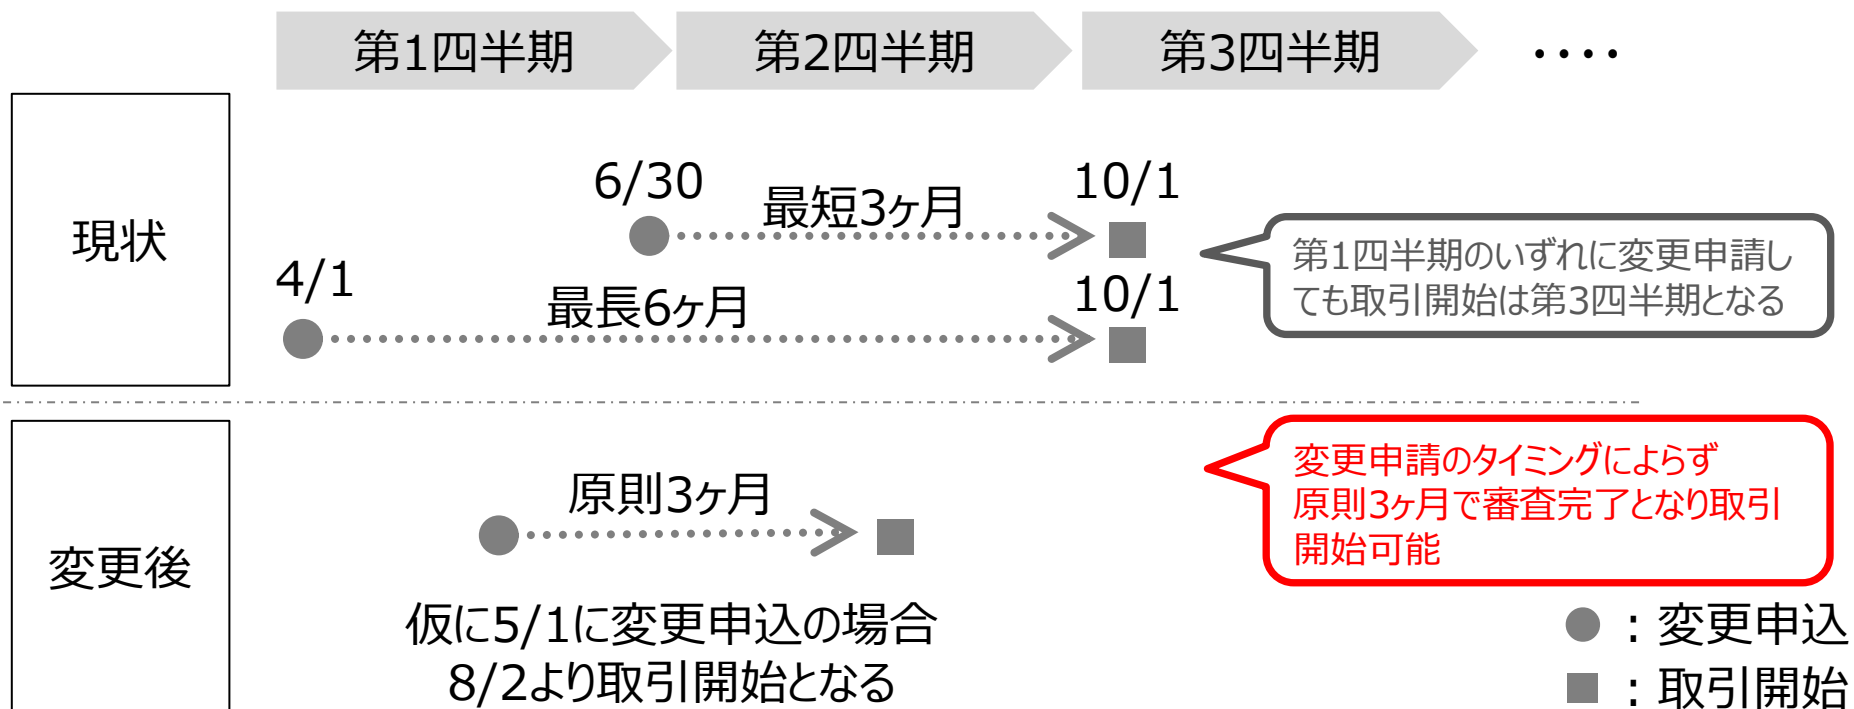 第1四半期
第2四半期
第3四半期
・・・・
現状
6/30
最短3ヶ月
10/1
4/1
最長6ヶ月
10/1
第1四半期のいずれに変更申請し
ても取引開始は第3四半期となる
変更後
原則3ヶ月
仮に5/1に変更申込の場合
8/2より取引開始となる
変更申請のタイミングによらず
原則3ヶ月で審査完了となり取引
開始可能
●：変更申込
■：取引開始